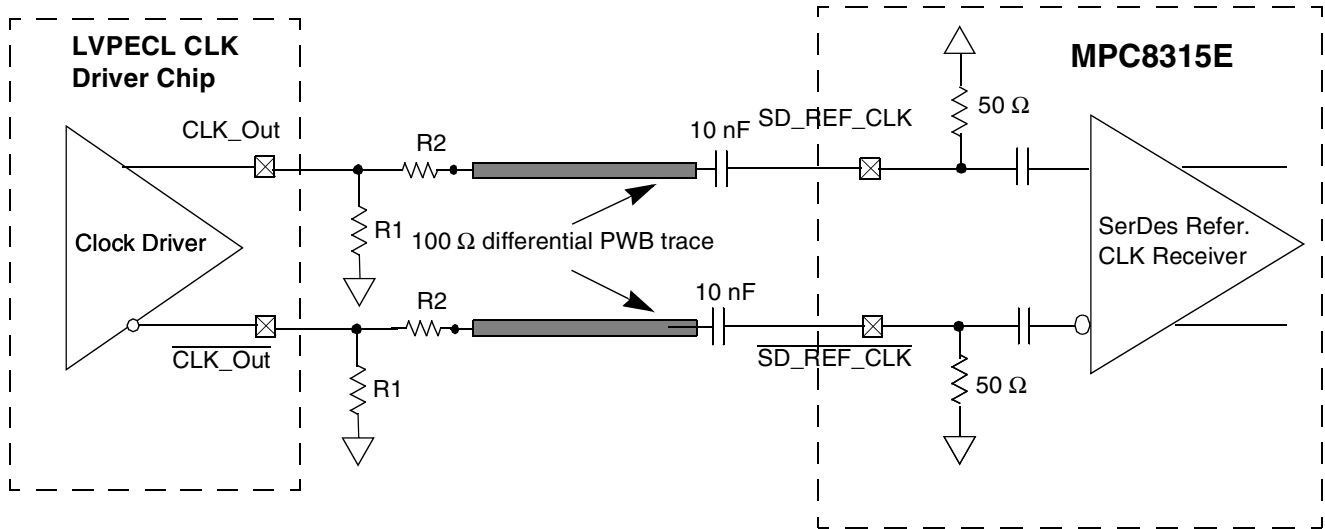 LVPECL CLK
Driver Chip
MPC8315E
CLK_Out
R2
10 nF
SD_REF_CLK
50 Ω
Clock Driver
R1
100 Ω differential PWB trace
SerDes Refer.
CLK Receiver
R2
10 nF
CLK_Out
SD_REF_CLK
R1
50 Ω